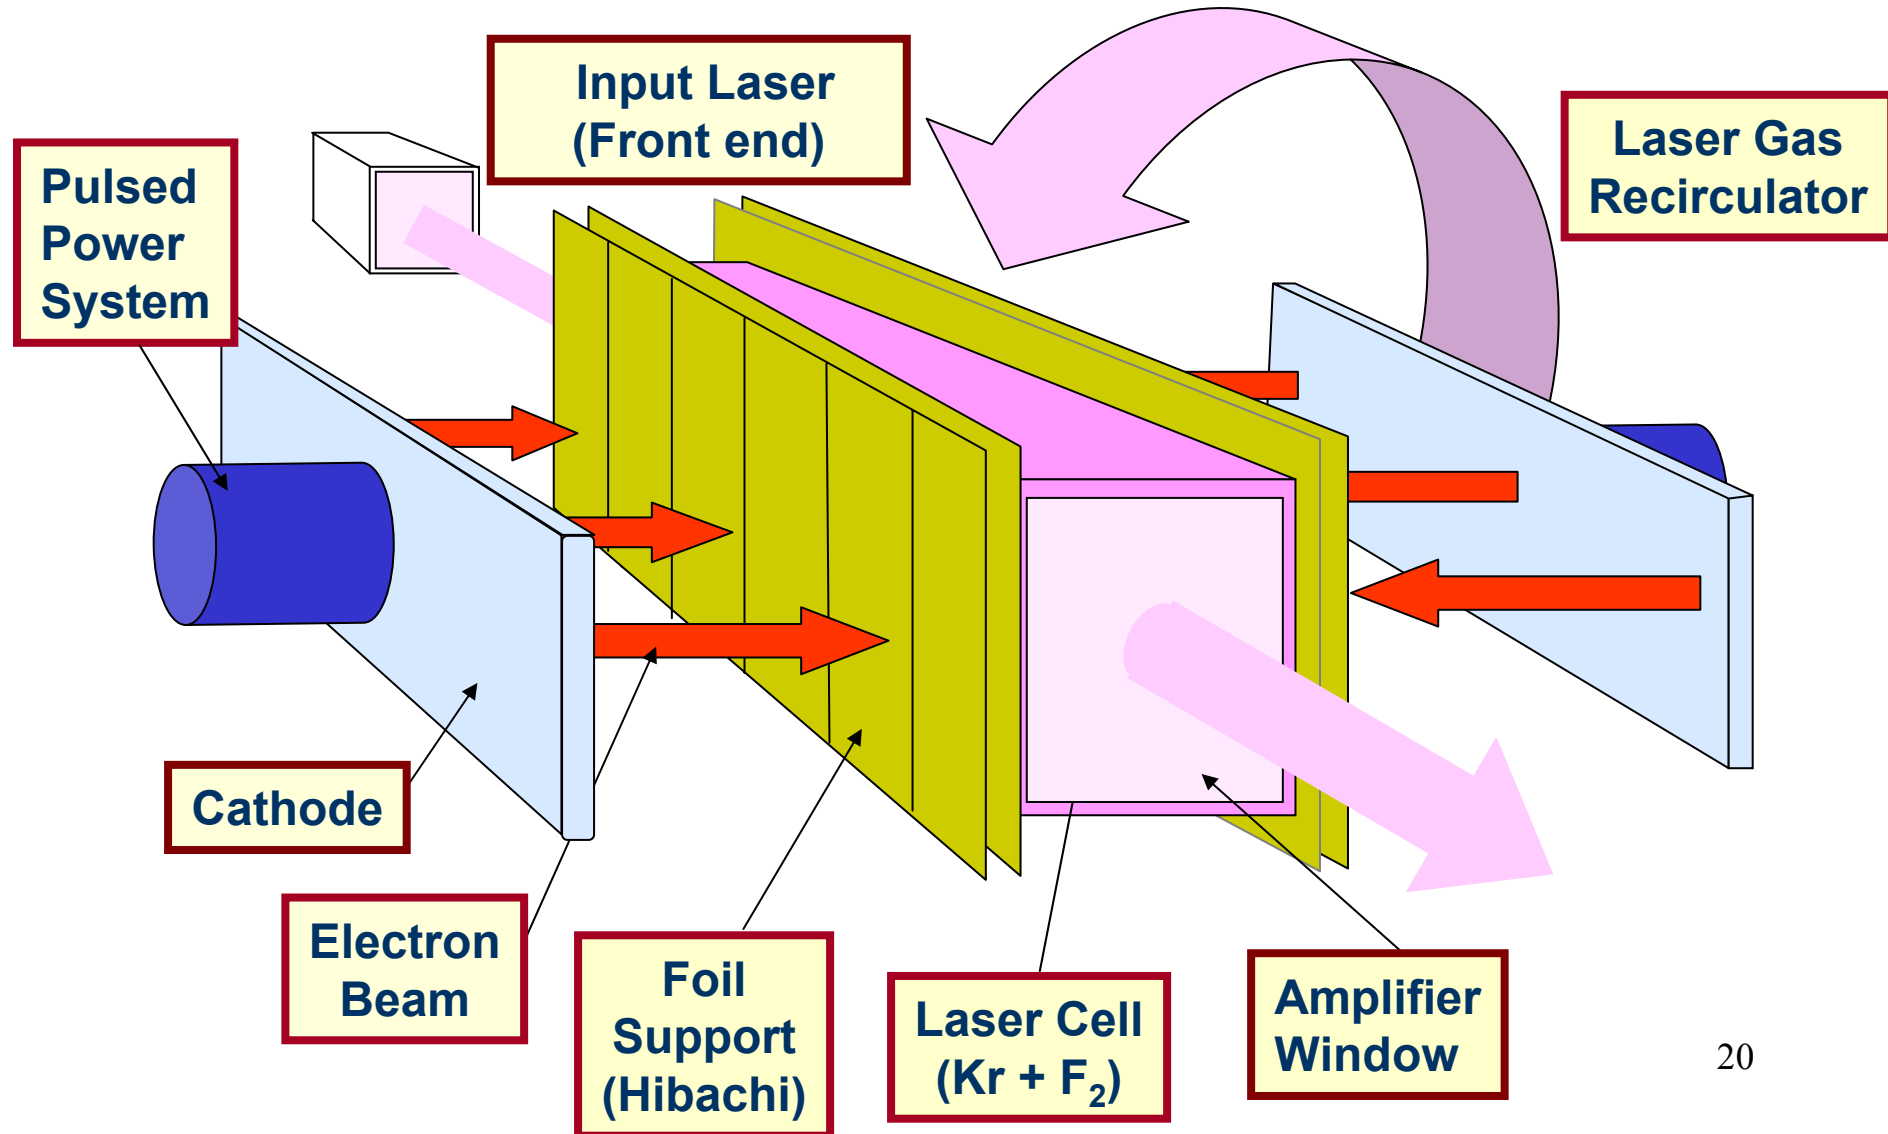 Input Laser
(Front end)
Laser Gas
Recirculator
Pulsed
Power
System
Cathode
Electron
Beam
Foil
Support
(Hibachi)
Laser Cell
(Kr + F₂)
Amplifier
Window
20